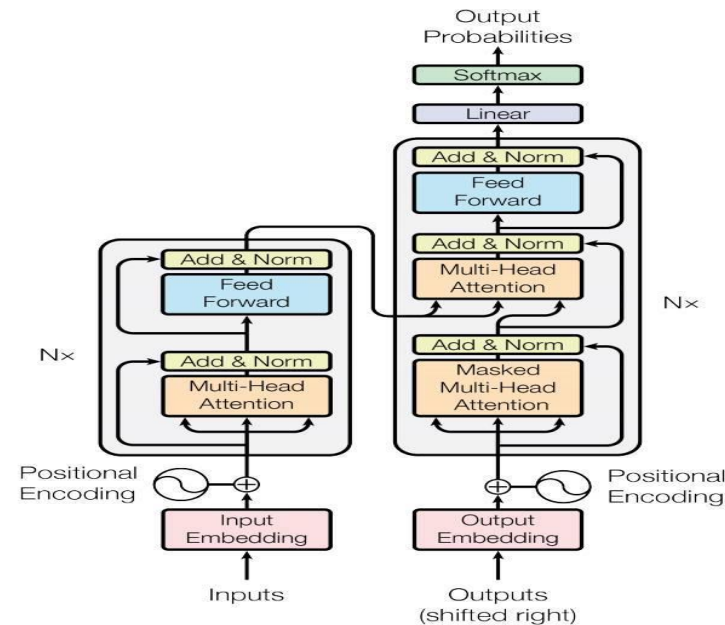 Output
Probabilities
Softmax
Linear
Add & Norm
Feed
Forward
Add & Norm
Multi-Head
Attention
Add & Norm
Masked
Multi-Head
Attention
Nx
Add & Norm
Feed
Forward
Add & Norm
Multi-Head
Attention
Nx
Positional
Encoding
Positional
Encoding
Input
Embedding
Output
Embedding
Inputs
Outputs
(shifted right)